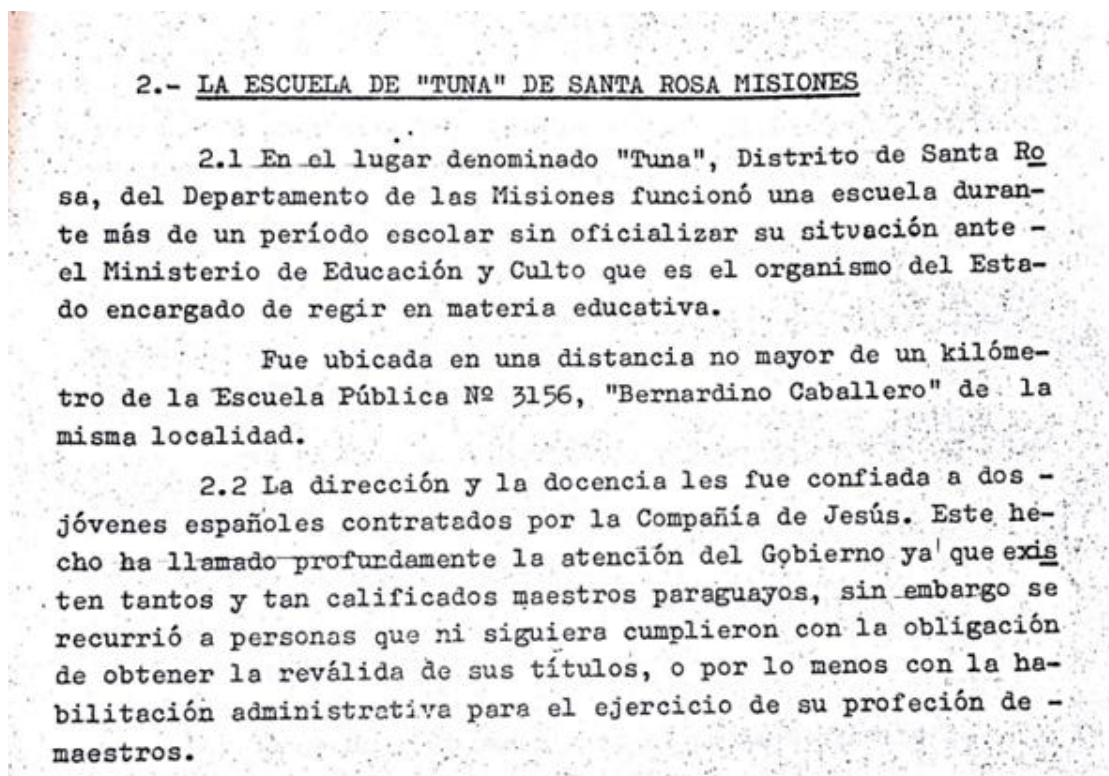 2.- LA ESCUELA DE "TUNA" DE SANTA ROSA MISIONES
2.1 En el lugar denominado "Tuna", Distrito de Santa Ro
sa, del Departamento de las Misiones funcionó una escuela duran-
te más de un período escolar sin oficializar su situación ante -
el Ministerio de Educación y Culto que es el organismo del Esta-
do encargado de regir en materia educativa.
Fue ubicada en una distancia no mayor de un kilóme-
tro de la Escuela Pública Nº 3156, "Bernardino Caballero" de la
misma localidad.
2.2 La dirección y la docencia les fue confiada a dos -
jóvenes españoles contratados por la Compañía de Jesús. Este he-
cho ha llamado profurdamente la atención del Gobierno ya que exis
ten tantos y tan calificados maestros paraguayos, sin embargo se
recurrió a personas que ni siguiera cumplieron con la obligación
de obtener la reválida de sus títulos, o por lo menos con la ha-
bilitación administrativa para el ejercicio de su profeción de -
maestros.